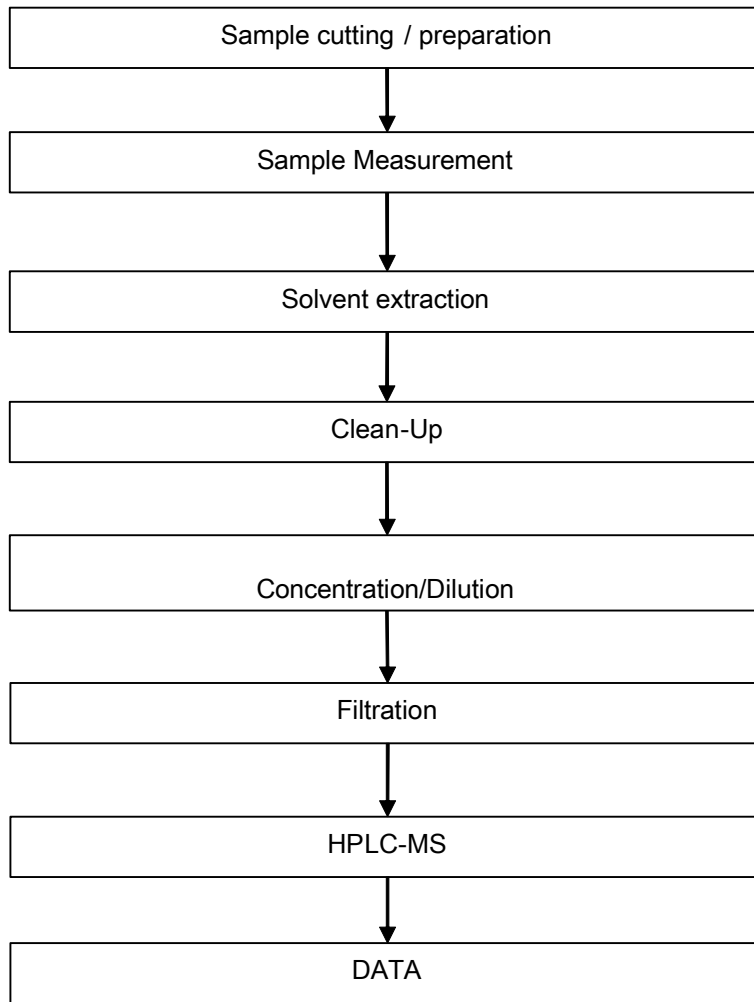 Sample cutting / preparation
Sample Measurement
Solvent extraction
Clean-Up
Concentration/Dilution
Filtration
HPLC-MS
DATA